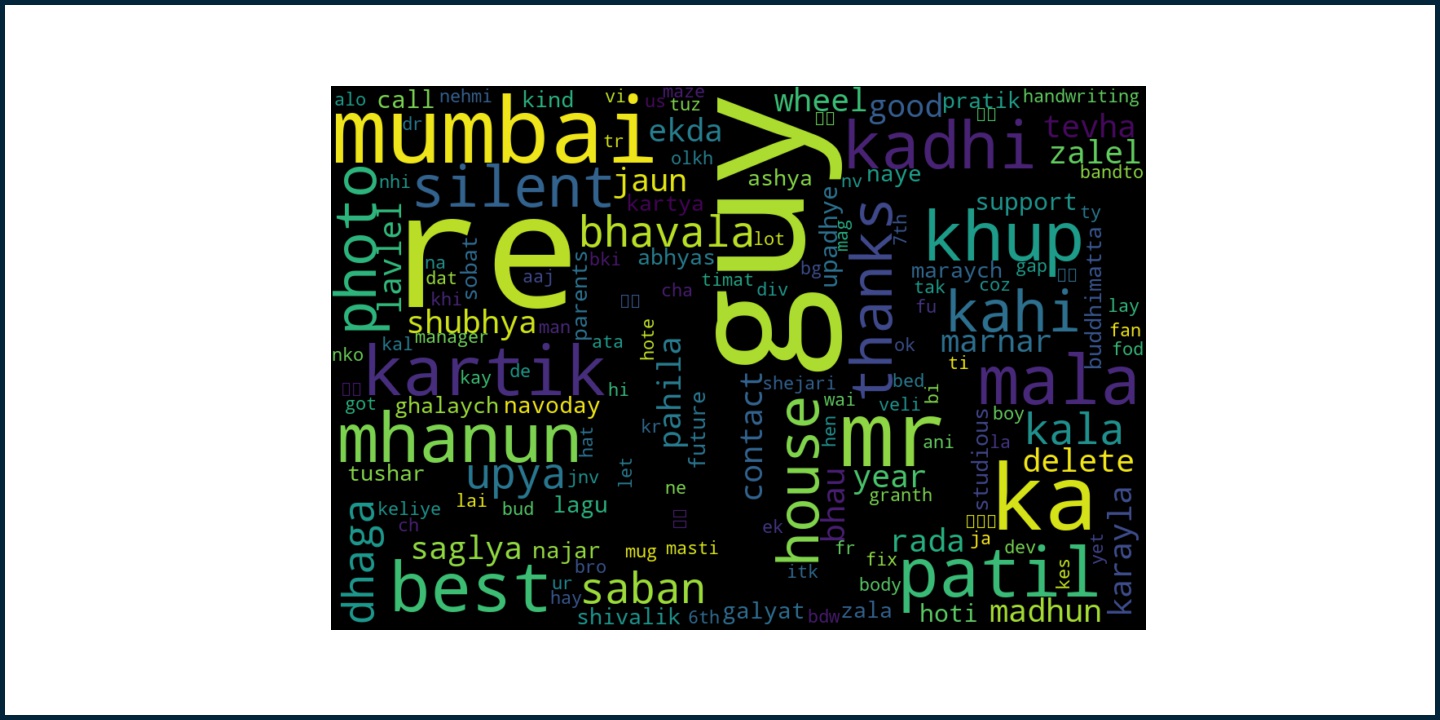 alo call nehmi kind vi us maze tuz wheel good pratik handwriting
mumbai dr tr ekda guy kadhi tevha
olkh zalel
photo nhi silent jaun ashya nv naye bandto
lavlel kartya upadhye thanks support ty
re bhavala lot mag 7th khup
na sobat bki abhyas bg maraych gap buddhimatta
dat aaj parents timat div tak coz
khi cha fu kahi lay
shubhya man hote fan
manager kal ata pahila ok marnar fod
nko kartik ti mala
kay de hi contact shejari bed
got ghalaych navoday future house wai veli bi boy
mhanun hat kr hen mr ani studious la kala
tushar upya jnv let bhau year delete
dhaga keliye lai bud lagu ne granth ka karayla
ch ek
saglya najar mug masti fr fix rada ja dev yet
best ur bro saban itk body patil kes
hay
shivalik 6th galyat bdw zala hoti madhun